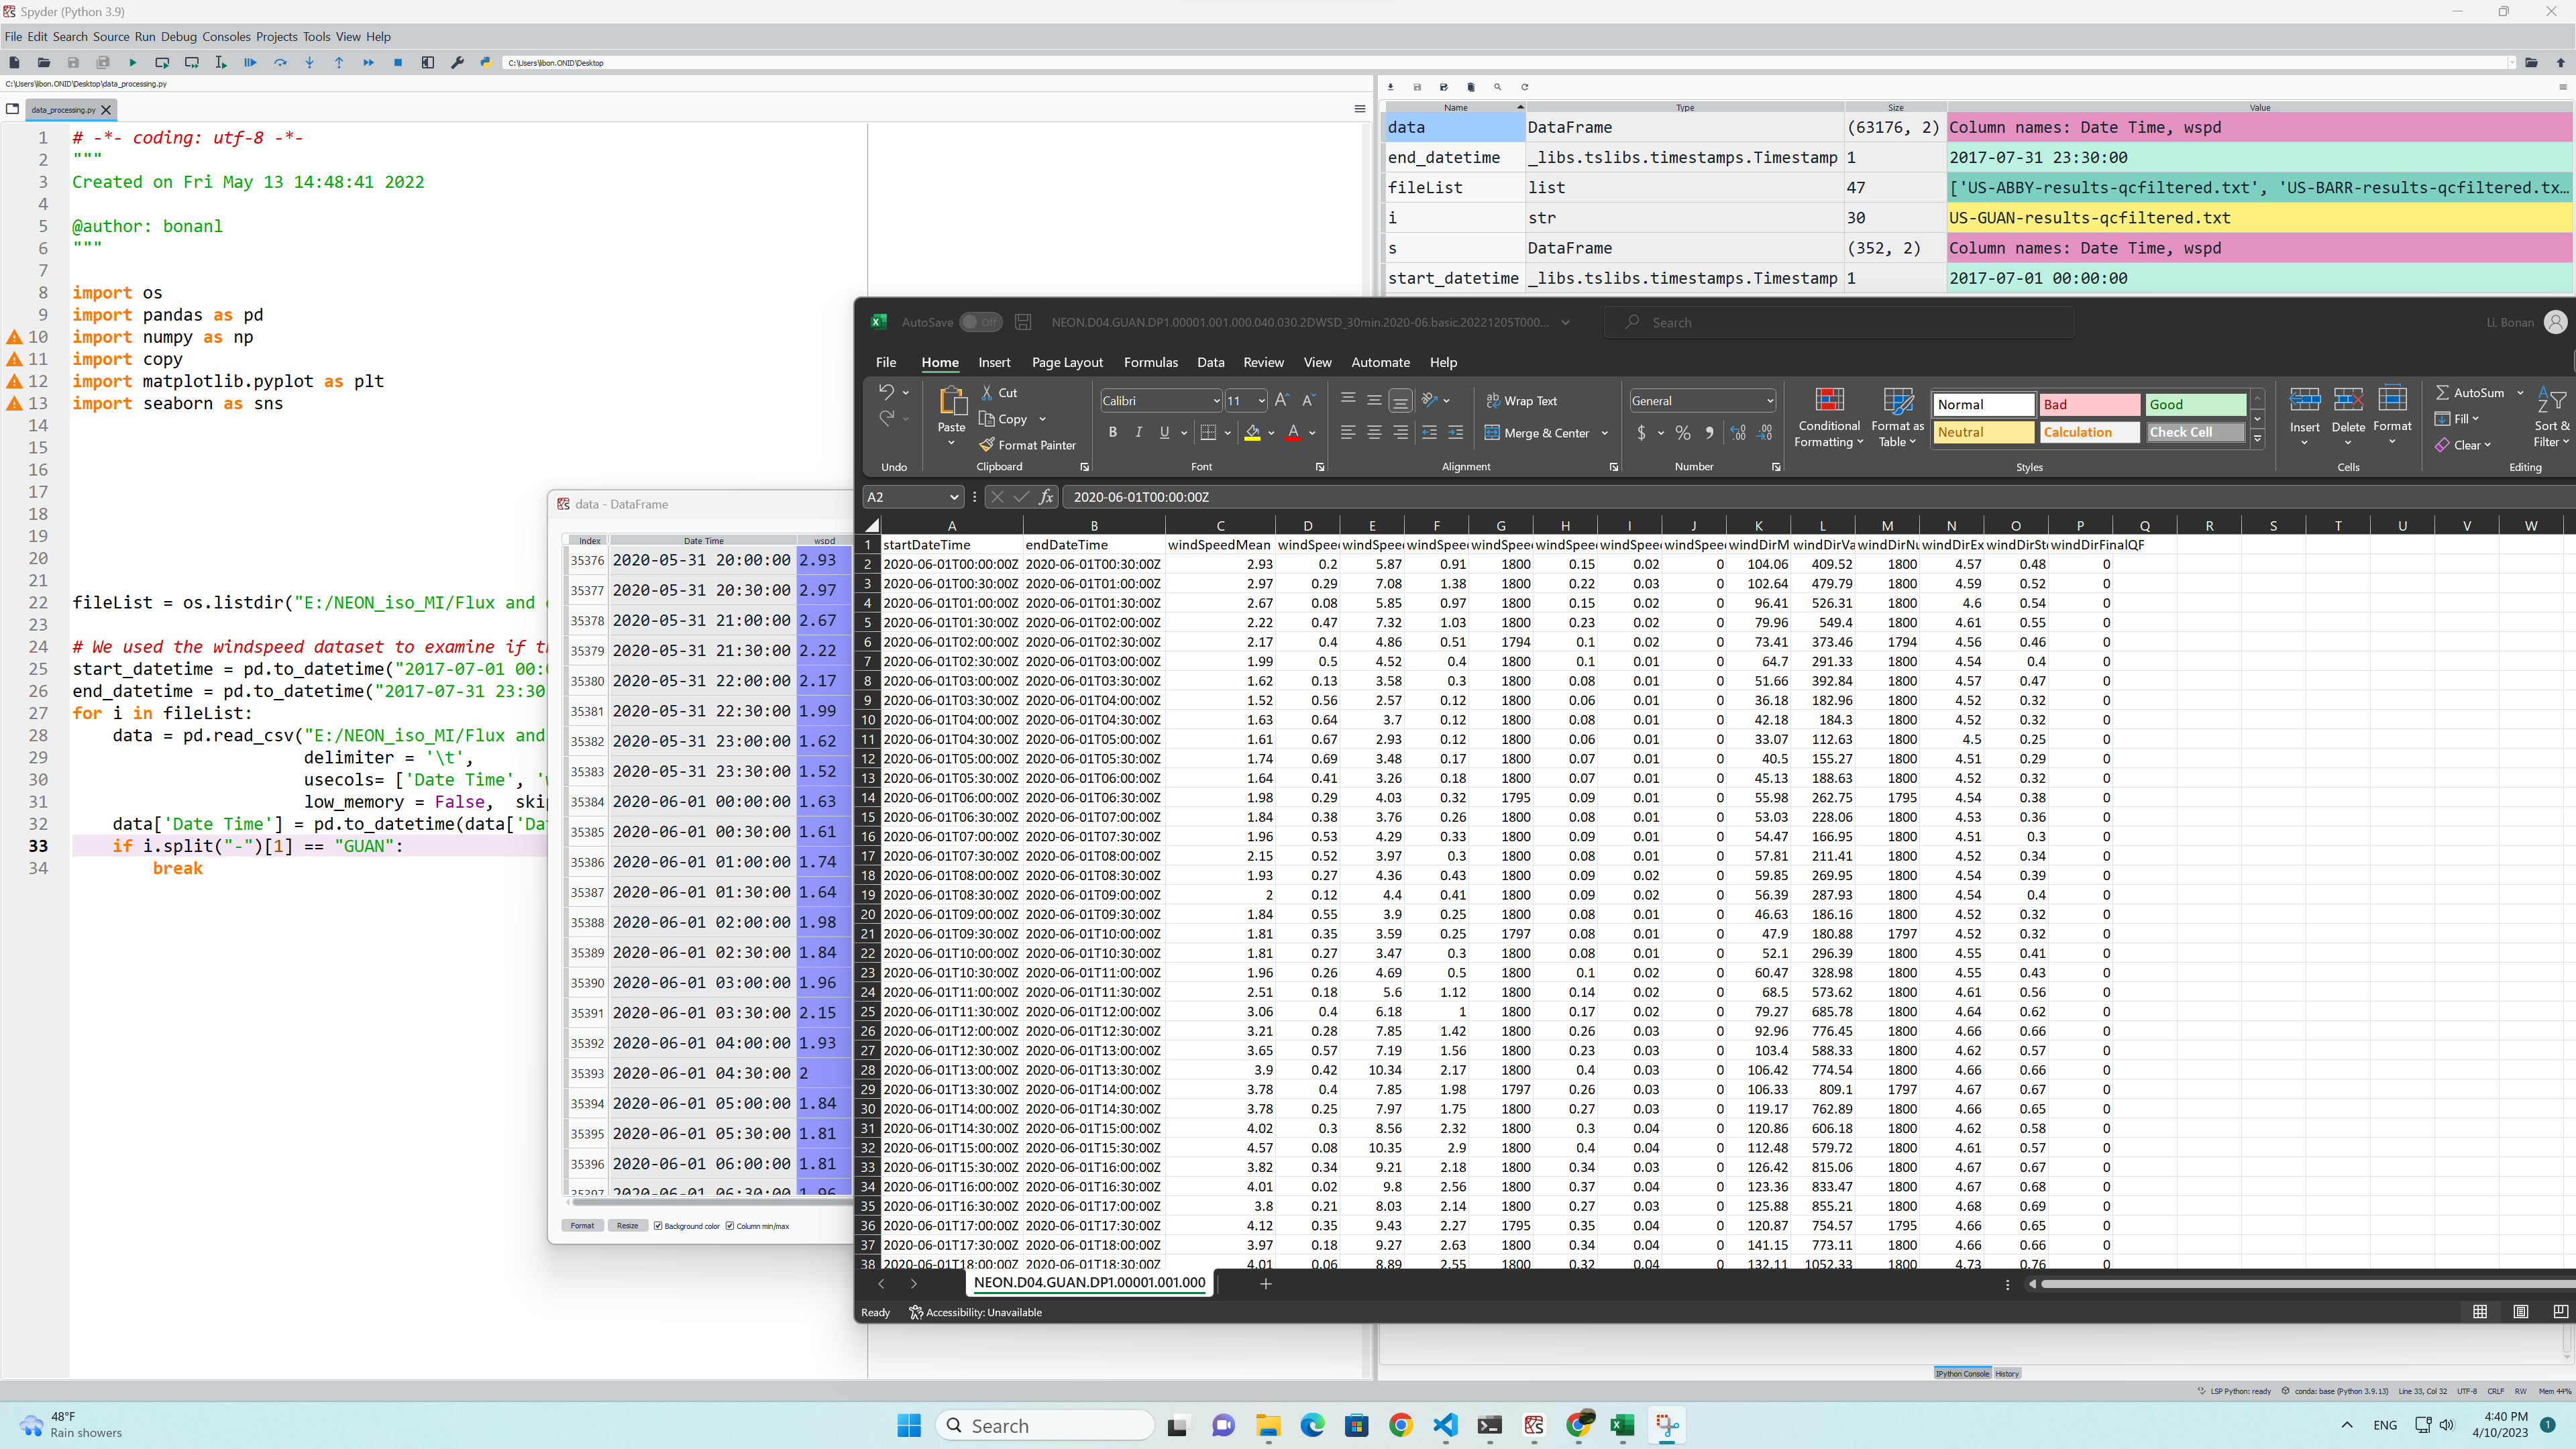 Spyder (Python 3.9)
File Edit Search Source Run Debug Consoles Projects Tools View Help
C:\Users\libon.ONID\Desktop
C:\Users\libon.ONID\Desktop\data_processing.py
data_processing.py
1 # -*- coding: utf-8 -*-
2 """
3 Created on Fri May 13 14:48:41 2022
4
5 @author: bonanl
6 """
7
8 import os
9 import pandas as pd
10 import numpy as np
11 import copy
12 import matplotlib.pyplot as plt
13 import seaborn as sns
14
15
16
17
18
19
20
21
22 fileList = os.listdir("E:/NEON_iso_MI/Flux and
23
24 # We used the windspeed dataset to examine if
25 start_datetime = pd.to_datetime("2017-07-01 00:
26 end_datetime = pd.to_datetime("2017-07-31 23:30
27 for i in fileList:
28 data = pd.read_csv("E:/NEON_iso_MI/Flux and
29 delimiter = '\t',
30 usecols= ['Date Time',
31 low_memory = False, skip
32 data['Date Time'] = pd.to_datetime(data['Da
33 if i.split("-")[1] == "GUAN":
34 break
Name Type Size Value
data DataFrame (63176, 2) Column names: Date Time, wspd
end_datetime _libs.tslibs.timestamps.Timestamp 1 2017-07-31 23:30:00
fileList list 47 ['US-ABBY-results-qcfiltered.txt', 'US-BARR-results-qcfiltered.tx…
i str 30 US-GUAN-results-qcfiltered.txt
s DataFrame (352, 2) Column names: Date Time, wspd
start_datetime _libs.tslibs.timestamps.Timestamp 1 2017-07-01 00:00:00
data - DataFrame
Index Date Time wspd
35376 2020-05-31 20:00:00 2.93
35377 2020-05-31 20:30:00 2.97
35378 2020-05-31 21:00:00 2.67
35379 2020-05-31 21:30:00 2.22
35380 2020-05-31 22:00:00 2.17
35381 2020-05-31 22:30:00 1.99
35382 2020-05-31 23:00:00 1.62
35383 2020-05-31 23:30:00 1.52
35384 2020-06-01 00:00:00 1.63
35385 2020-06-01 00:30:00 1.61
35386 2020-06-01 01:00:00 1.74
35387 2020-06-01 01:30:00 1.64
35388 2020-06-01 02:00:00 1.98
35389 2020-06-01 02:30:00 1.84
35390 2020-06-01 03:00:00 1.96
35391 2020-06-01 03:30:00 2.15
35392 2020-06-01 04:00:00 1.93
35393 2020-06-01 04:30:00 2
35394 2020-06-01 05:00:00 1.84
35395 2020-06-01 05:30:00 1.81
35396 2020-06-01 06:00:00 1.81
35397 2020-06-01 06:30:00 1.96
Format Resize Background color Column min/max
AutoSave Off NEON.D04.GUAN.DP1.00001.001.000.040.030.2DWSD_30min.2020-06.basic.20221205T000... Search Li, Bonan
File Home Insert Page Layout Formulas Data Review View Automate Help
Undo
Paste Cut Copy Format Painter Clipboard
Calibri 11 B I U A Font
Wrap Text Merge & Center Alignment
General $ % Number
Conditional Formatting Format as Table Normal Bad Good Neutral Calculation Check Cell Styles
Insert Delete Format Cells
AutoSum Fill Clear Sort & Filter Editing
A2 fx 2020-06-01T00:00:00Z
A B C D E F G H I J K L M N O P Q R S T U V W
1 startDateTime endDateTime windSpeedMean windSpee windSpee windSpee windSpee windSpee windSpee windSpee windDirM windDirVa windDirNu windDirEx windDirSt windDirFinalQF
2 2020-06-01T00:00:00Z 2020-06-01T00:30:00Z 2.93 0.2 5.87 0.91 1800 0.15 0.02 0 104.06 409.52 1800 4.57 0.48 0
3 2020-06-01T00:30:00Z 2020-06-01T01:00:00Z 2.97 0.29 7.08 1.38 1800 0.22 0.03 0 102.64 479.79 1800 4.59 0.52 0
4 2020-06-01T01:00:00Z 2020-06-01T01:30:00Z 2.67 0.08 5.85 0.97 1800 0.15 0.02 0 96.41 526.31 1800 4.6 0.54 0
5 2020-06-01T01:30:00Z 2020-06-01T02:00:00Z 2.22 0.47 7.32 1.03 1800 0.23 0.02 0 79.96 549.4 1800 4.61 0.55 0
6 2020-06-01T02:00:00Z 2020-06-01T02:30:00Z 2.17 0.4 4.86 0.51 1794 0.1 0.02 0 73.41 373.46 1794 4.56 0.46 0
7 2020-06-01T02:30:00Z 2020-06-01T03:00:00Z 1.99 0.5 4.52 0.4 1800 0.1 0.01 0 64.7 291.33 1800 4.54 0.4 0
8 2020-06-01T03:00:00Z 2020-06-01T03:30:00Z 1.62 0.13 3.58 0.3 1800 0.08 0.01 0 51.66 392.84 1800 4.57 0.47 0
9 2020-06-01T03:30:00Z 2020-06-01T04:00:00Z 1.52 0.56 2.57 0.12 1800 0.06 0.01 0 36.18 182.96 1800 4.52 0.32 0
10 2020-06-01T04:00:00Z 2020-06-01T04:30:00Z 1.63 0.64 3.7 0.12 1800 0.08 0.01 0 42.18 184.3 1800 4.52 0.32 0
11 2020-06-01T04:30:00Z 2020-06-01T05:00:00Z 1.61 0.67 2.93 0.12 1800 0.06 0.01 0 33.07 112.63 1800 4.5 0.25 0
12 2020-06-01T05:00:00Z 2020-06-01T05:30:00Z 1.74 0.69 3.48 0.17 1800 0.07 0.01 0 40.5 155.27 1800 4.51 0.29 0
13 2020-06-01T05:30:00Z 2020-06-01T06:00:00Z 1.64 0.41 3.26 0.18 1800 0.07 0.01 0 45.13 188.63 1800 4.52 0.32 0
14 2020-06-01T06:00:00Z 2020-06-01T06:30:00Z 1.98 0.29 4.03 0.32 1795 0.09 0.01 0 55.98 262.75 1795 4.54 0.38 0
15 2020-06-01T06:30:00Z 2020-06-01T07:00:00Z 1.84 0.38 3.76 0.26 1800 0.08 0.01 0 53.03 228.06 1800 4.53 0.36 0
16 2020-06-01T07:00:00Z 2020-06-01T07:30:00Z 1.96 0.53 4.29 0.33 1800 0.09 0.01 0 54.47 166.95 1800 4.51 0.3 0
17 2020-06-01T07:30:00Z 2020-06-01T08:00:00Z 2.15 0.52 3.97 0.3 1800 0.08 0.01 0 57.81 211.41 1800 4.52 0.34 0
18 2020-06-01T08:00:00Z 2020-06-01T08:30:00Z 1.93 0.27 4.36 0.43 1800 0.09 0.02 0 59.85 269.95 1800 4.54 0.39 0
19 2020-06-01T08:30:00Z 2020-06-01T09:00:00Z 2 0.12 4.4 0.41 1800 0.09 0.02 0 56.39 287.93 1800 4.54 0.4 0
20 2020-06-01T09:00:00Z 2020-06-01T09:30:00Z 1.84 0.55 3.9 0.25 1800 0.08 0.01 0 46.63 186.16 1800 4.52 0.32 0
21 2020-06-01T09:30:00Z 2020-06-01T10:00:00Z 1.81 0.35 3.59 0.25 1797 0.08 0.01 0 47.9 180.88 1797 4.52 0.32 0
22 2020-06-01T10:00:00Z 2020-06-01T10:30:00Z 1.81 0.27 3.47 0.3 1800 0.08 0.01 0 52.1 296.39 1800 4.55 0.41 0
23 2020-06-01T10:30:00Z 2020-06-01T11:00:00Z 1.96 0.26 4.69 0.5 1800 0.1 0.02 0 60.47 328.98 1800 4.55 0.43 0
24 2020-06-01T11:00:00Z 2020-06-01T11:30:00Z 2.51 0.18 5.6 1.12 1800 0.14 0.02 0 68.5 573.62 1800 4.61 0.56 0
25 2020-06-01T11:30:00Z 2020-06-01T12:00:00Z 3.06 0.4 6.18 1 1800 0.17 0.02 0 79.27 685.78 1800 4.64 0.62 0
26 2020-06-01T12:00:00Z 2020-06-01T12:30:00Z 3.21 0.28 7.85 1.42 1800 0.26 0.03 0 92.96 776.45 1800 4.66 0.66 0
27 2020-06-01T12:30:00Z 2020-06-01T13:00:00Z 3.65 0.57 7.19 1.56 1800 0.23 0.03 0 103.4 588.33 1800 4.62 0.57 0
28 2020-06-01T13:00:00Z 2020-06-01T13:30:00Z 3.9 0.42 10.34 2.17 1800 0.4 0.03 0 106.42 774.54 1800 4.66 0.66 0
29 2020-06-01T13:30:00Z 2020-06-01T14:00:00Z 3.78 0.4 7.85 1.98 1797 0.26 0.03 0 106.33 809.1 1797 4.67 0.67 0
30 2020-06-01T14:00:00Z 2020-06-01T14:30:00Z 3.78 0.25 7.97 1.75 1800 0.27 0.03 0 119.17 762.89 1800 4.66 0.65 0
31 2020-06-01T14:30:00Z 2020-06-01T15:00:00Z 4.02 0.3 8.56 2.32 1800 0.3 0.04 0 120.86 606.18 1800 4.62 0.58 0
32 2020-06-01T15:00:00Z 2020-06-01T15:30:00Z 4.57 0.08 10.35 2.9 1800 0.4 0.04 0 112.48 579.72 1800 4.61 0.57 0
33 2020-06-01T15:30:00Z 2020-06-01T16:00:00Z 3.82 0.34 9.21 2.18 1800 0.34 0.03 0 126.42 815.06 1800 4.67 0.67 0
34 2020-06-01T16:00:00Z 2020-06-01T16:30:00Z 4.01 0.02 9.8 2.56 1800 0.37 0.04 0 123.36 833.47 1800 4.67 0.68 0
35 2020-06-01T16:30:00Z 2020-06-01T17:00:00Z 3.8 0.21 8.03 2.14 1800 0.27 0.03 0 125.88 855.21 1800 4.68 0.69 0
36 2020-06-01T17:00:00Z 2020-06-01T17:30:00Z 4.12 0.35 9.43 2.27 1795 0.35 0.04 0 120.87 754.57 1795 4.66 0.65 0
37 2020-06-01T17:30:00Z 2020-06-01T18:00:00Z 3.97 0.18 9.27 2.63 1800 0.34 0.04 0 141.15 773.11 1800 4.66 0.66 0
38 2020-06-01T18:00:00Z 2020-06-01T18:30:00Z 4.01 0.06 8.89 2.55 1800 0.32 0.04 0 132.11 1052.33 1800 4.73 0.76 0
NEON.D04.GUAN.DP1.00001.001.000
Ready Accessibility: Unavailable
IPython Console History
LSP Python: ready conda: base (Python 3.9.13) Line 33, Col 32 UTF-8 CRLF RW Mem 44%
48°F
Rain showers
Search
ENG
4:40 PM
4/10/2023
1